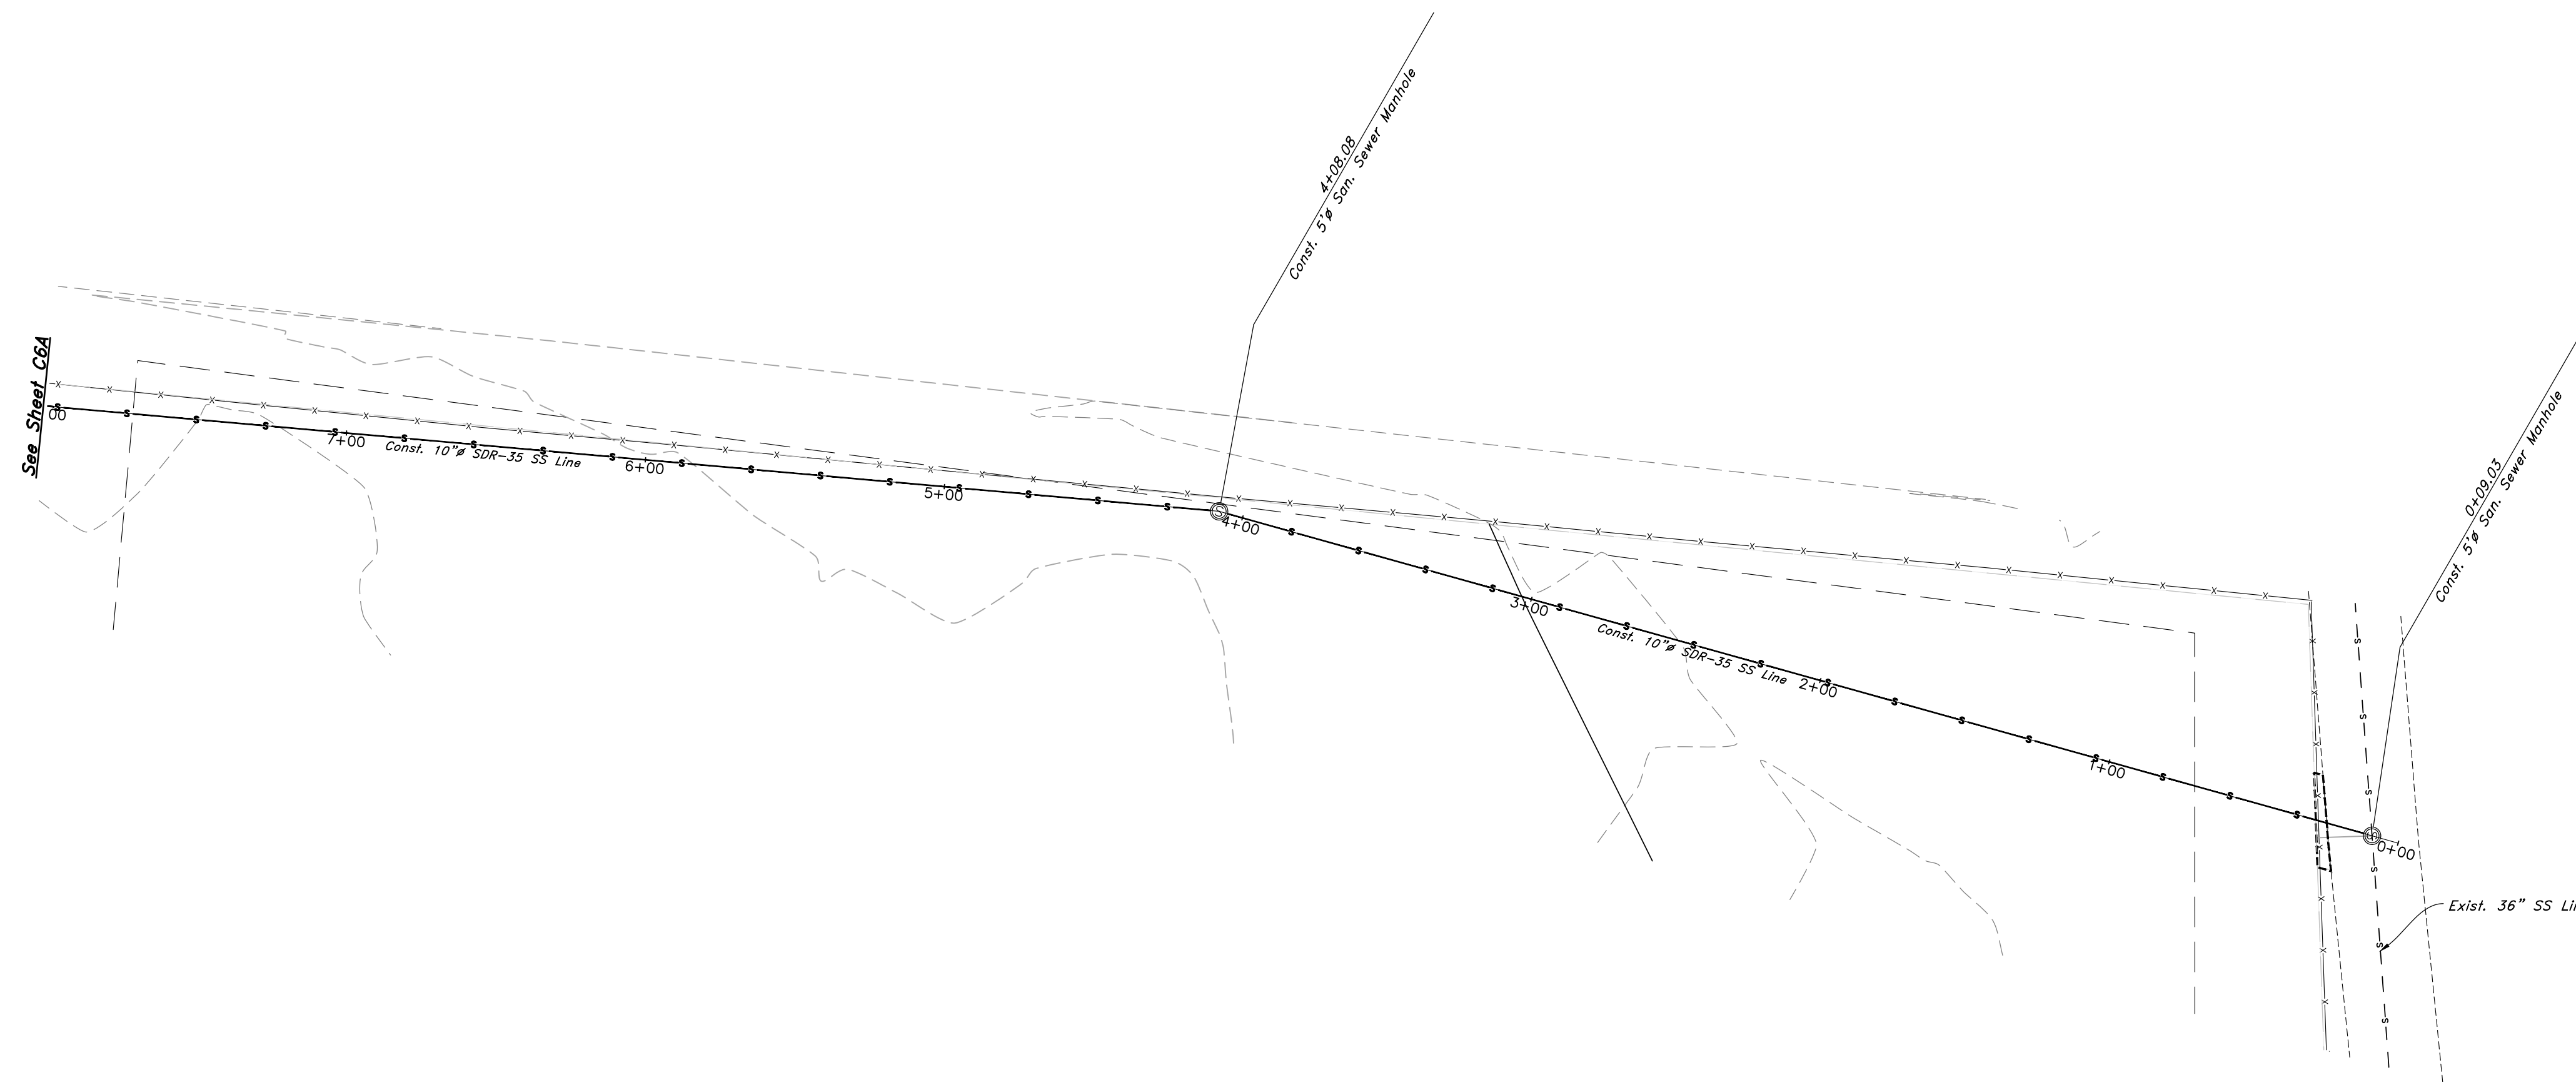 4+08.08
Const. 5'ø San. Sewer Manhole
See Sheet C6A
00
7+00
Const. 10"ø SDR-35 SS Line
6+00
5+00
S
4+00
3+00
Const. 10"ø SDR-35 SS Line
2+00
1+00
0+09.03
Const. 5'ø San. Sewer Manhole
S
0+00
Exist. 36" SS